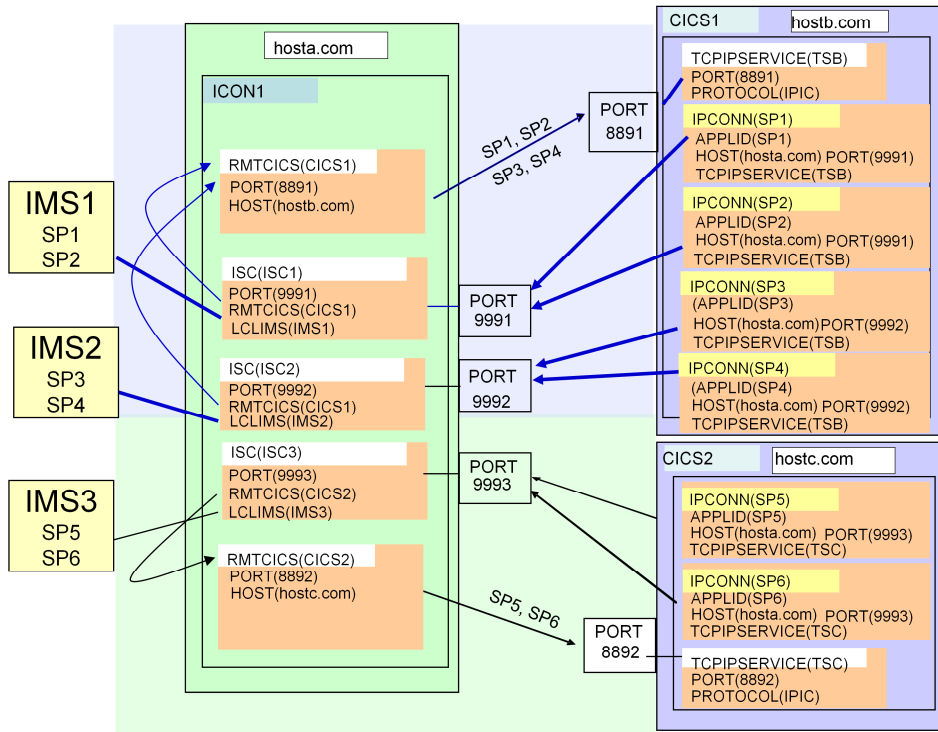 IMS1
SP1
SP2
IMS2
SP3
SP4
IMS3
SP5
SP6
hosta.com
ICON1
RMTCICS(CICS1)
PORT(8891)
HOST(hostb.com)
ISC(ISC1)
PORT(9991)
RMTCICS(CICS1)
LCLIMS(IMS1)
ISC(ISC2)
PORT(9992)
RMTCICS(CICS1)
LCLIMS(IMS2)
ISC(ISC3)
PORT(9993)
RMTCICS(CICS2)
LCLIMS(IMS3)
RMTCICS(CICS2)
PORT(8892)
HOST(hostc.com)
SP1, SP2
SP3, SP4
PORT
8891
PORT
9991
PORT
9992
PORT
9993
SP5, SP6
PORT
8892
CICS1
hostb.com
TCPIPSERVICE(TSB)
PORT(8891)
PROTOCOL(IPIC)
IPCONN(SP1)
APPLID(SP1)
HOST(hosta.com) PORT(9991)
TCPIPSERVICE(TSB)
IPCONN(SP2)
APPLID(SP2)
HOST(hosta.com) PORT(9991)
TCPIPSERVICE(TSB)
IPCONN(SP3
(APPLID(SP3)
HOST(hosta.com) PORT(9992)
TCPIPSERVICE(TSB)
IPCONN(SP4)
(APPLID(SP4)
HOST(hosta.com) PORT(9992)
TCPIPSERVICE(TSB)
CICS2
hostc.com
IPCONN(SP5)
APPLID(SP5)
HOST(hosta.com) PORT(9993)
TCPIPSERVICE(TSC)
IPCONN(SP6)
APPLID(SP6)
HOST(hosta.com) PORT(9993)
TCPIPSERVICE(TSC)
TCPIPSERVICE(TSC)
PORT(8892)
PROTOCOL(IPIC)